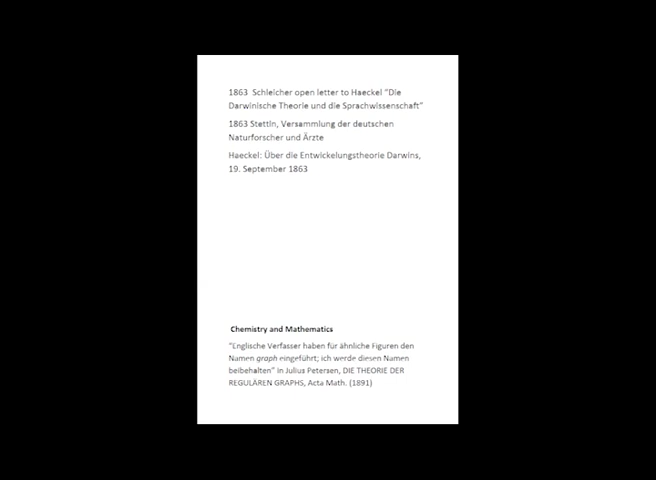 1863  Schleicher open letter to Haeckel "Die
Darwinische Theorie und die Sprachwissenschaft"
1863 Stettin, Versammlung der deutschen
Naturforscher und Ärzte
Haeckel: Über die Entwickelungstheorie Darwins,
19. September 1863
Chemistry and Mathematics
"Englische Verfasser haben für ähnliche Figuren den
Namen graph eingeführt; ich werde diesen Namen
beibehalten" in Julius Petersen, DIE THEORIE DER
REGULÄREN GRAPHS, Acta Math. (1891)